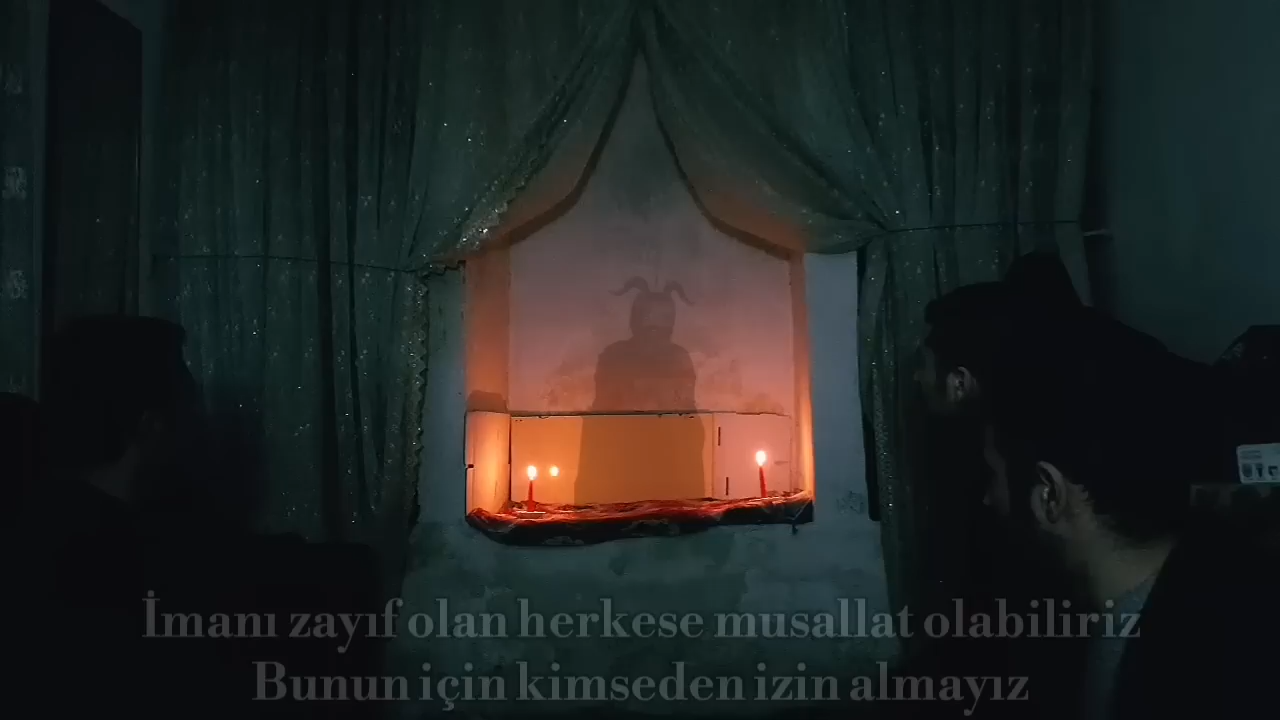 İmanı zayıf olan herkese musallat olabiliriz
Bunun için kimseden izin almayız